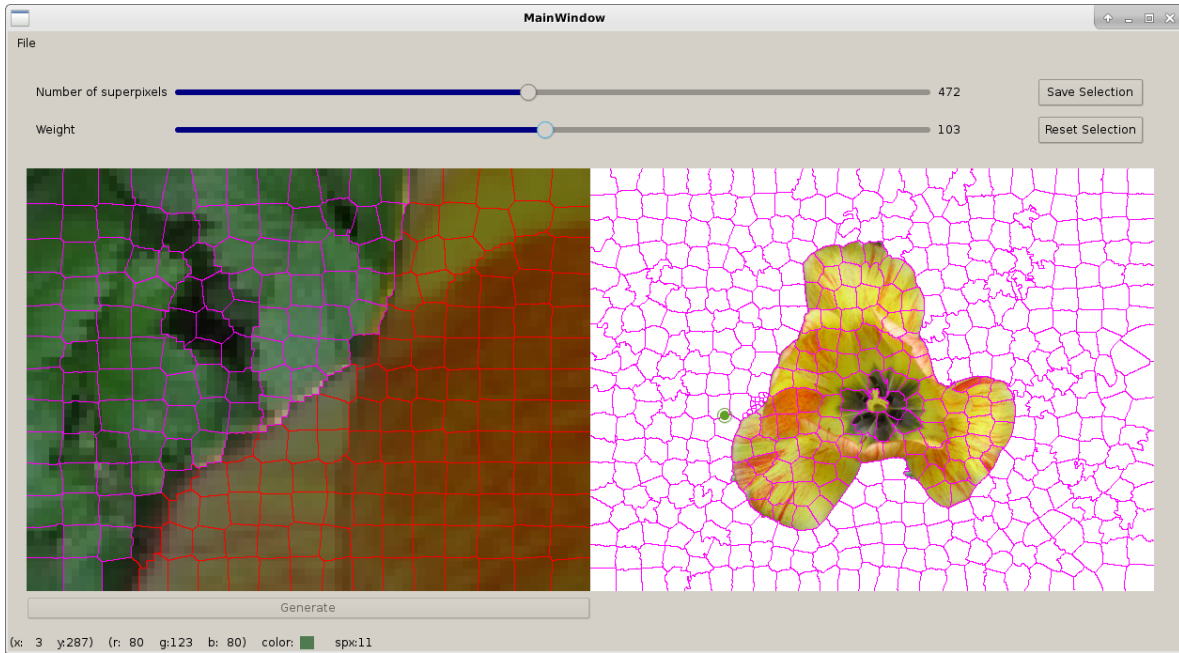 MainWindow
File
Number of superpixels 472 Save Selection
Weight 103 Reset Selection
Generate
(x: 3 y:287) (r: 80 g:123 b: 80) color: spx:11